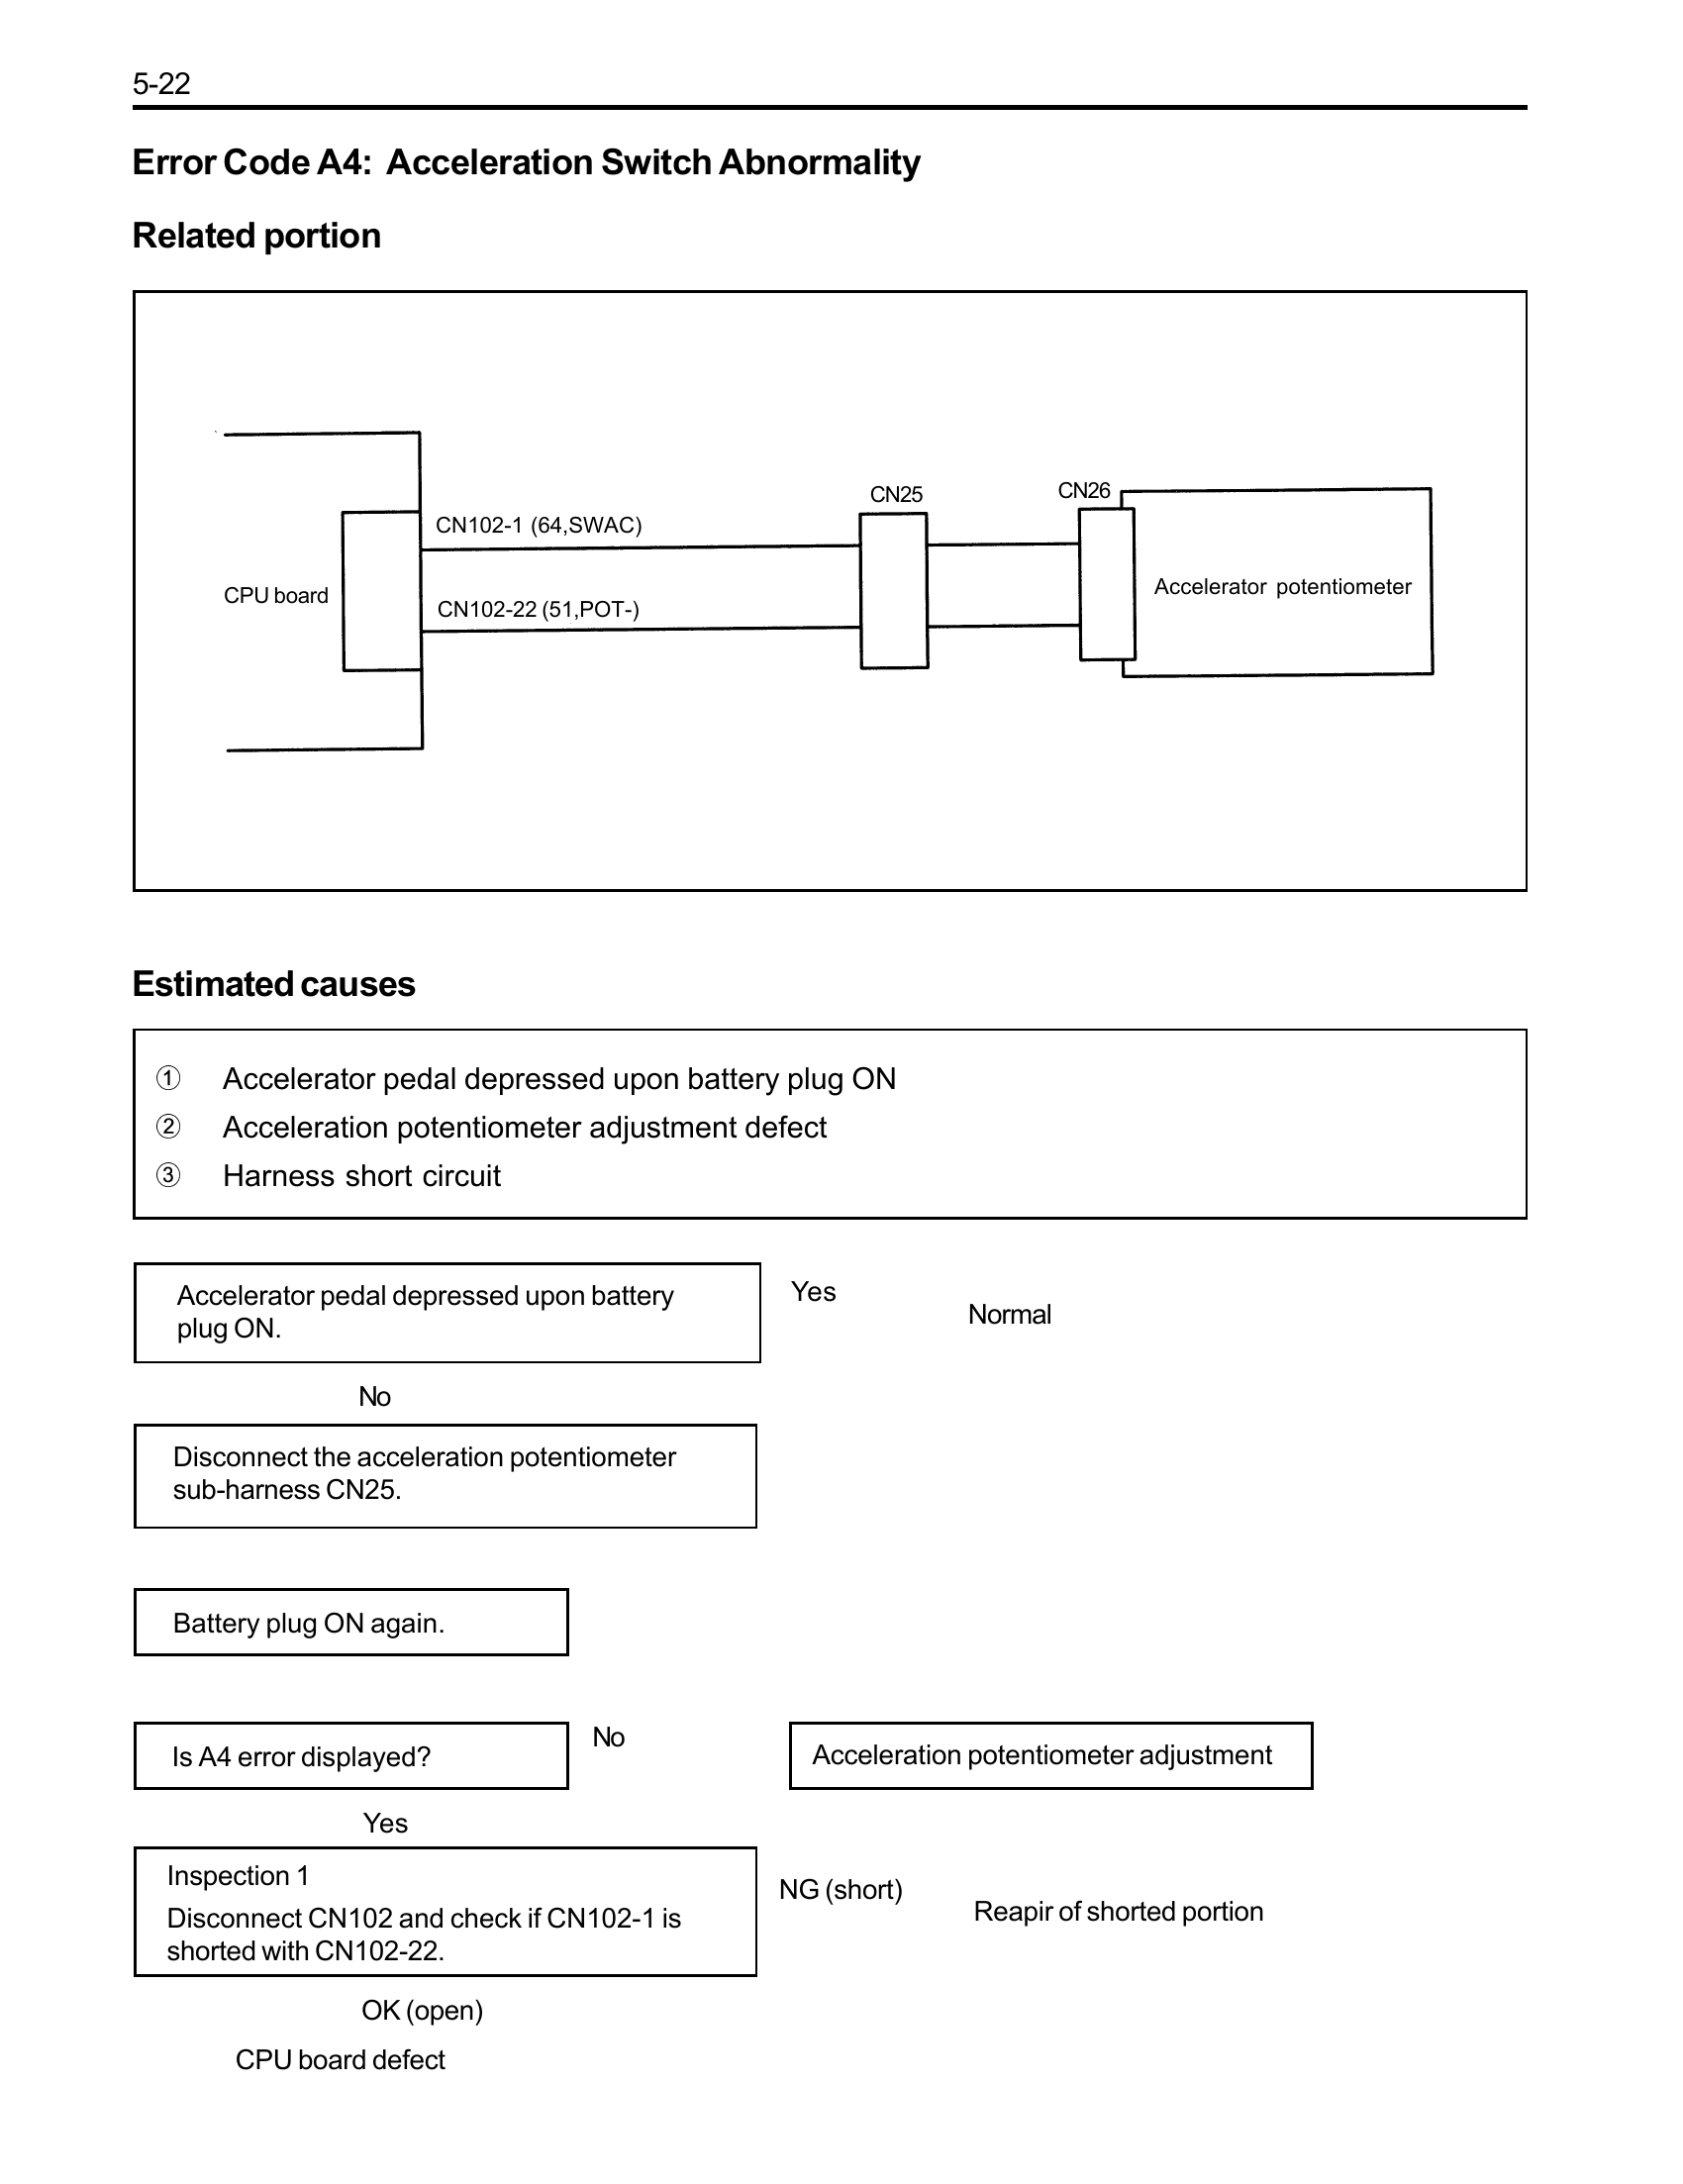 5-22
Error Code A4: Acceleration Switch Abnormality
Related portion
CN25
CN26
CN102-1 (64,SWAC)
CPU board
Accelerator potentiometer
CN102-22 (51,POT-)
Estimated causes
① Accelerator pedal depressed upon battery plug ON
② Acceleration potentiometer adjustment defect
③ Harness short circuit
Accelerator pedal depressed upon battery
plug ON.
Yes
Normal
No
Disconnect the acceleration potentiometer
sub-harness CN25.
Battery plug ON again.
Is A4 error displayed?
No
Acceleration potentiometer adjustment
Yes
Inspection 1
Disconnect CN102 and check if CN102-1 is
shorted with CN102-22.
NG (short)
Reapir of shorted portion
OK (open)
CPU board defect